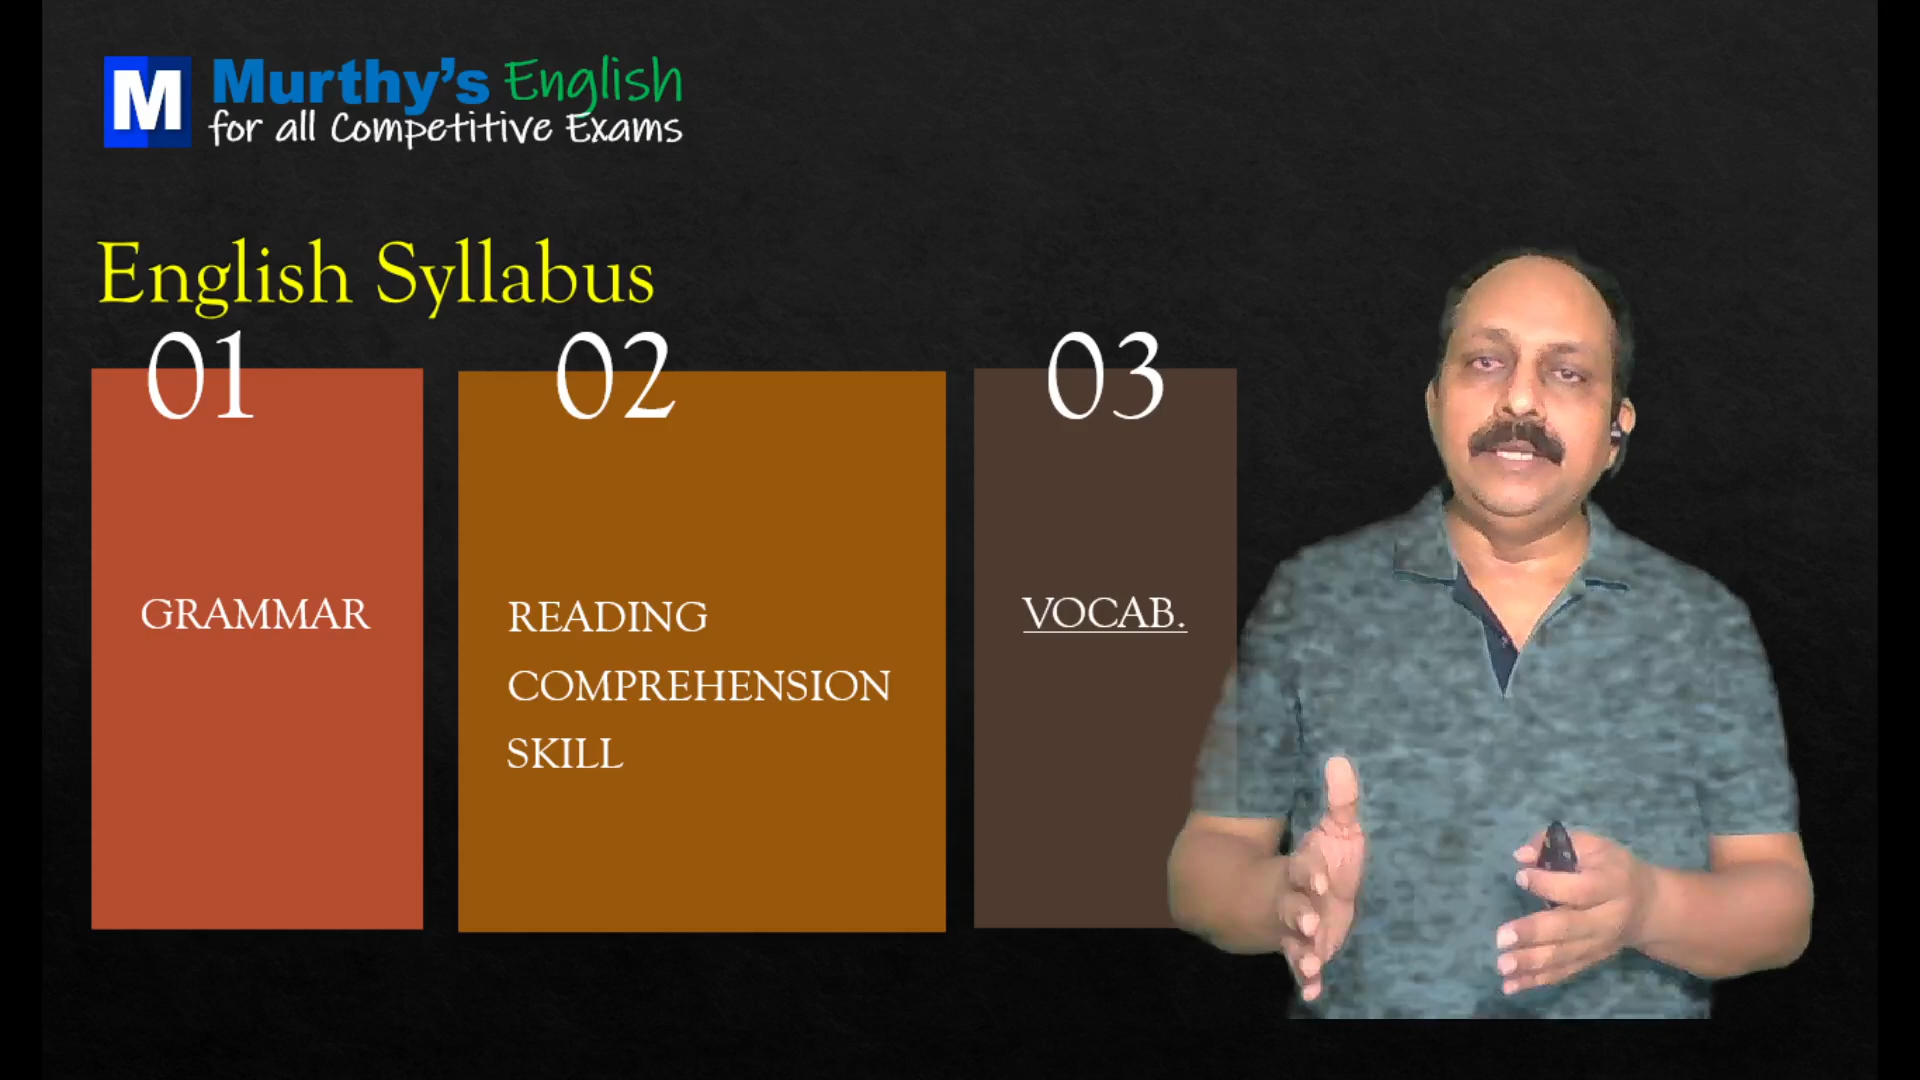 M Murthy's English
for all Competitive Exams
English Syllabus
01
GRAMMAR
02
READING
COMPREHENSION
SKILL
03
VOCAB.